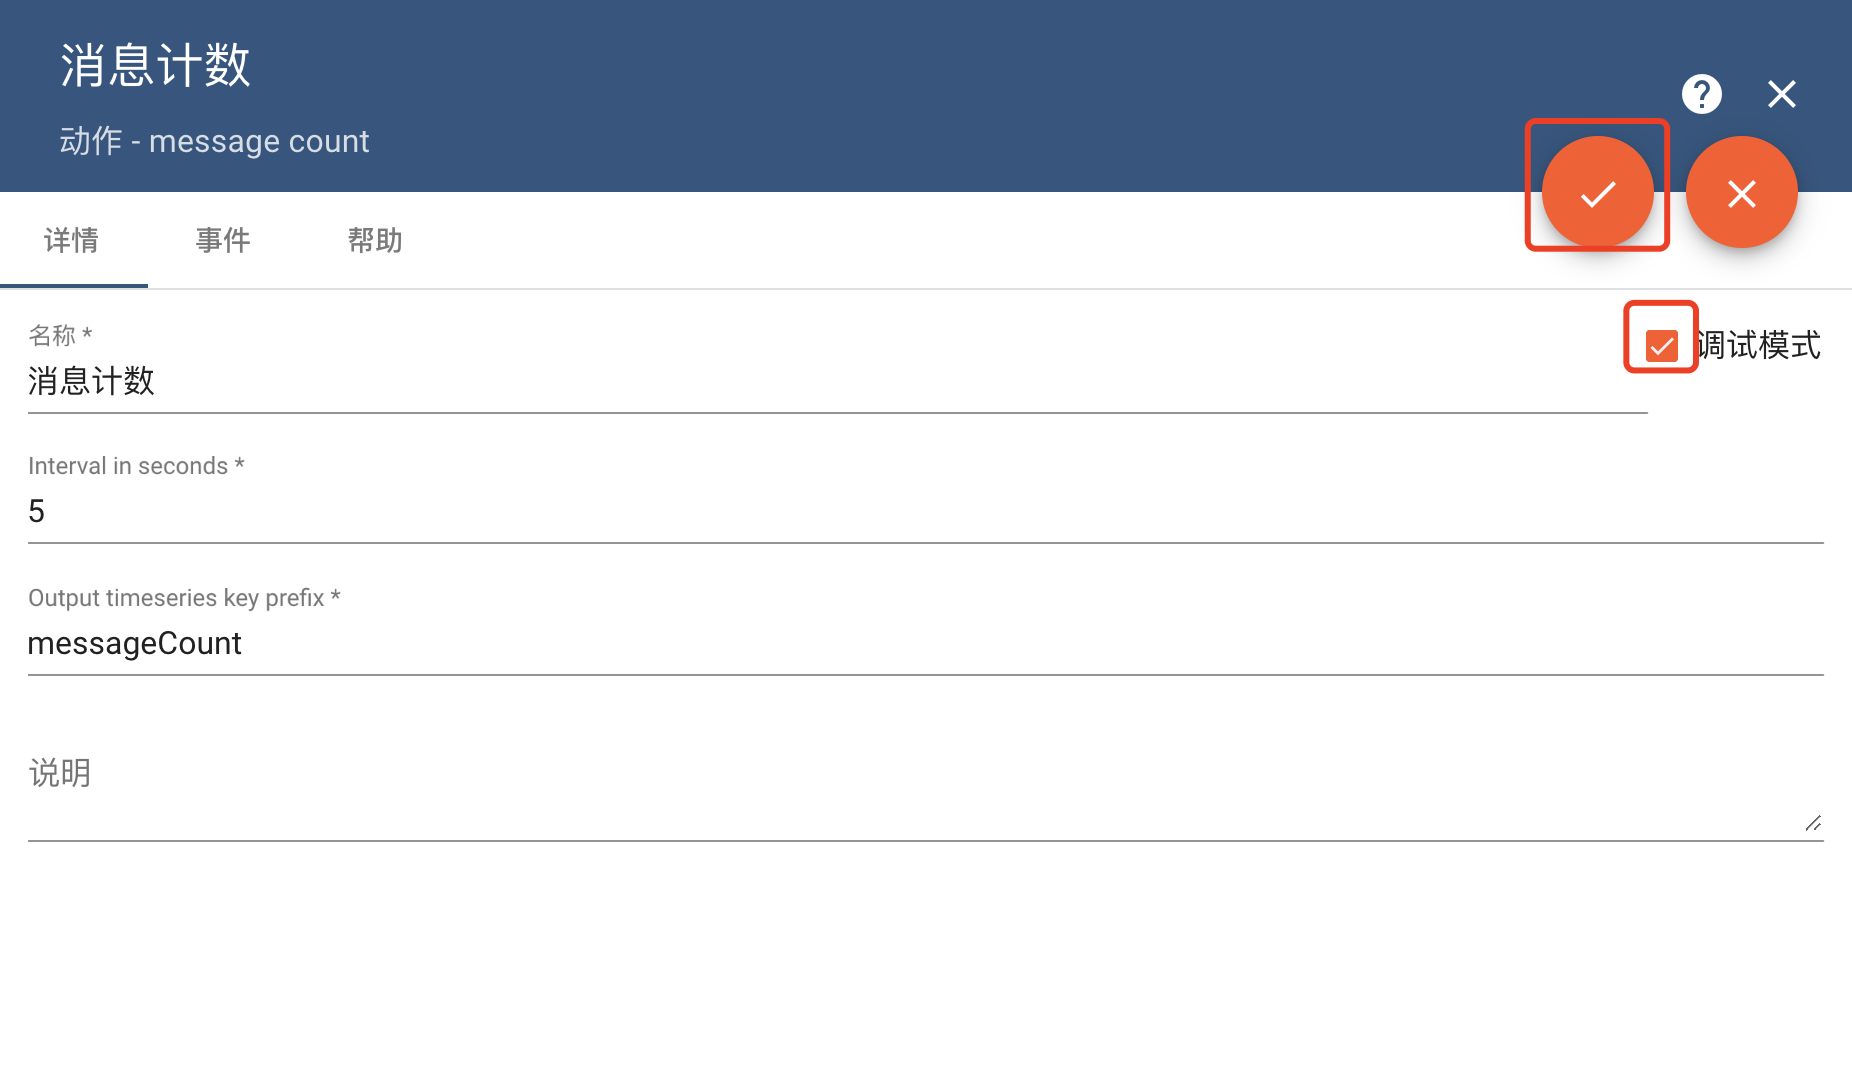 消息计数
动作 - message count
详情 事件 帮助
名称 *
消息计数
调试模式
Interval in seconds *
5
Output timeseries key prefix *
messageCount
说明